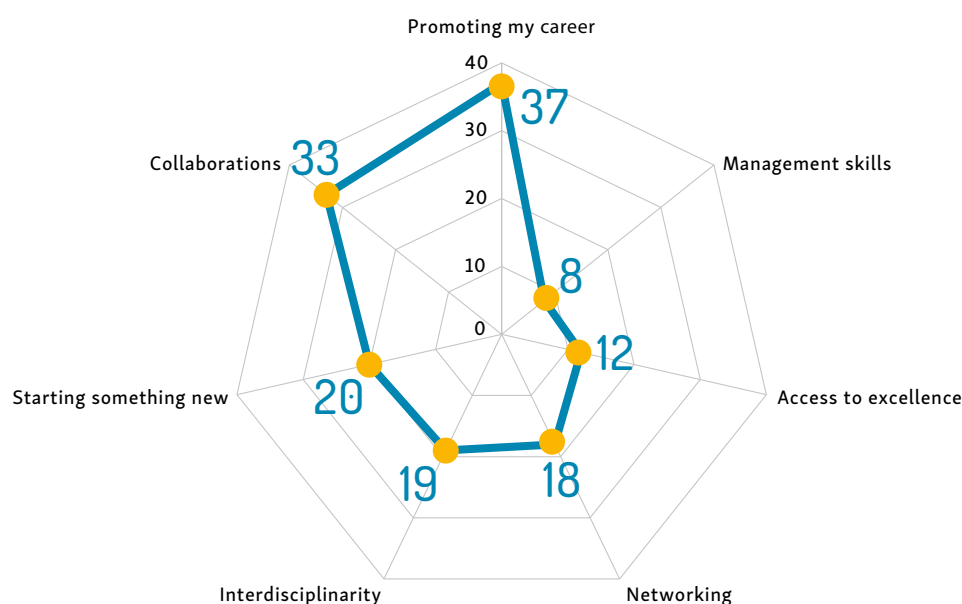 Promoting my career
40
37
30
33
Collaborations
Management skills
20
10
8
0
12
20
Starting something new
Access to excellence
19
18
Interdisciplinarity
Networking